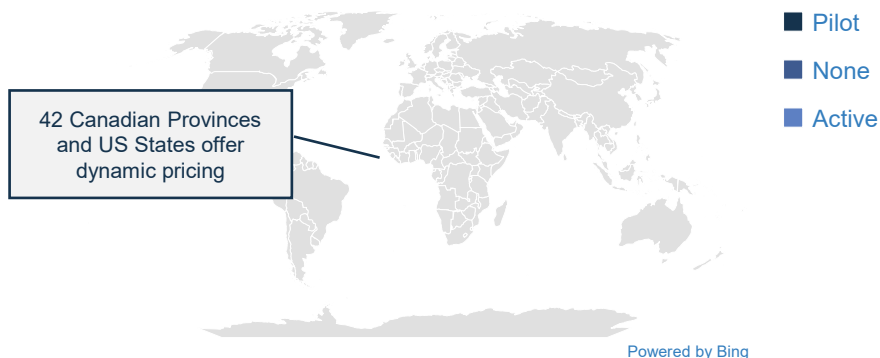 Pilot
None
Active
42 Canadian Provinces
and US States offer
dynamic pricing
Powered by Bing